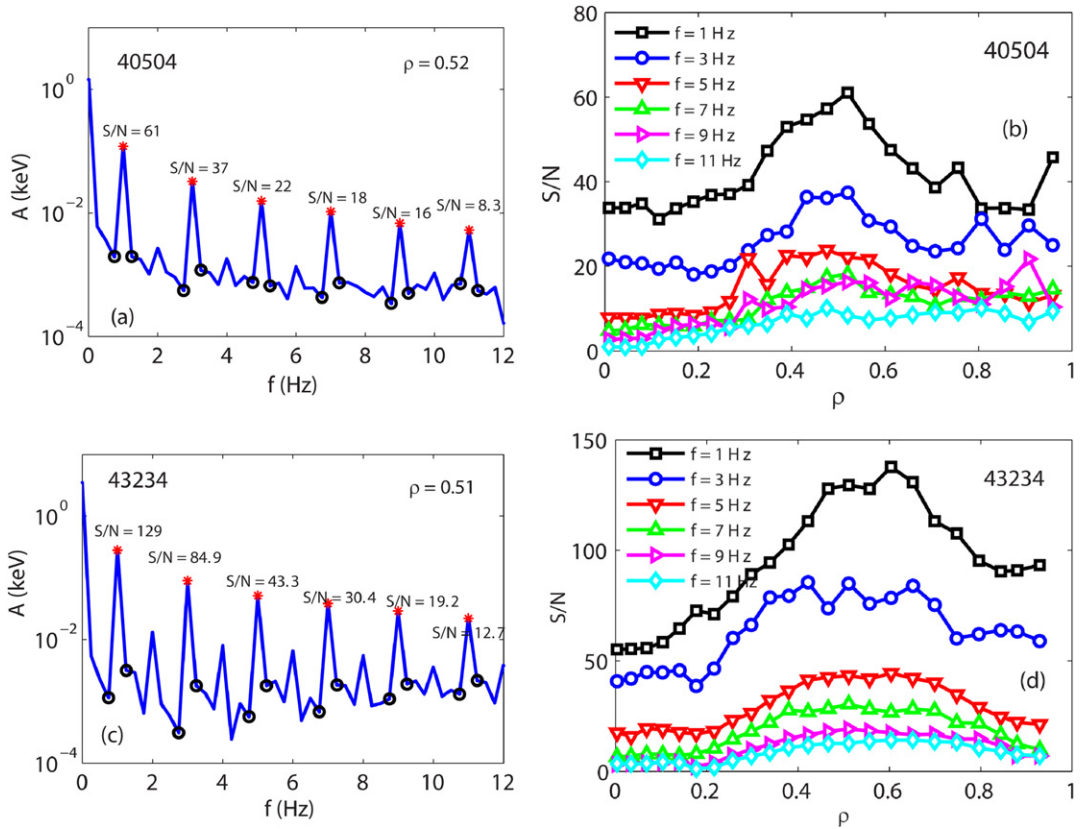 40504
ρ = 0.52
S/N = 61
S/N = 37
S/N = 22
S/N = 18
S/N = 16
S/N = 8.3
(a)
A (keV)
10^0
10^-2
10^-4
0 2 4 6 8 10 12
f (Hz)
f = 1 Hz
f = 3 Hz
f = 5 Hz
f = 7 Hz
f = 9 Hz
f = 11 Hz
40504
(b)
S/N
80
60
40
20
0
0 0.2 0.4 0.6 0.8 1
ρ
43234
ρ = 0.51
S/N = 129
S/N = 84.9
S/N = 43.3
S/N = 30.4
S/N = 19.2
S/N = 12.7
(c)
A (keV)
10^0
10^-2
10^-4
0 2 4 6 8 10 12
f (Hz)
f = 1 Hz
f = 3 Hz
f = 5 Hz
f = 7 Hz
f = 9 Hz
f = 11 Hz
43234
(d)
S/N
150
100
50
0
0 0.2 0.4 0.6 0.8 1
ρ